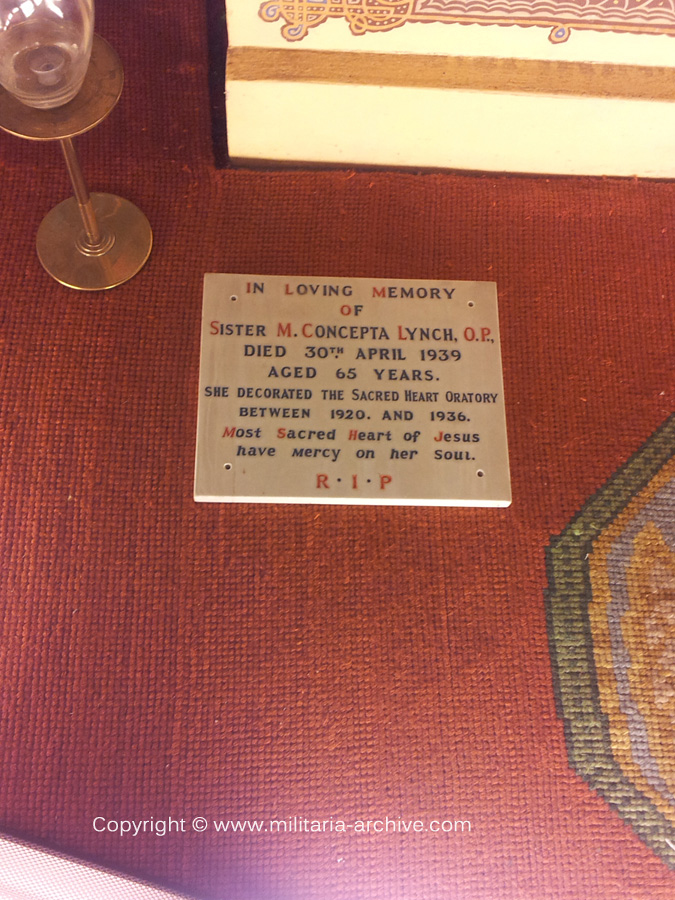 In Loving Memory
of
Sister M. Concepta Lynch, O.P.,
died 30TH April 1939
aged 65 years.
She decorated the Sacred Heart Oratory
between 1920. and 1936.
Most Sacred Heart of Jesus
have mercy on her soul.
R·I·P
Copyright © www.militaria-archive.com